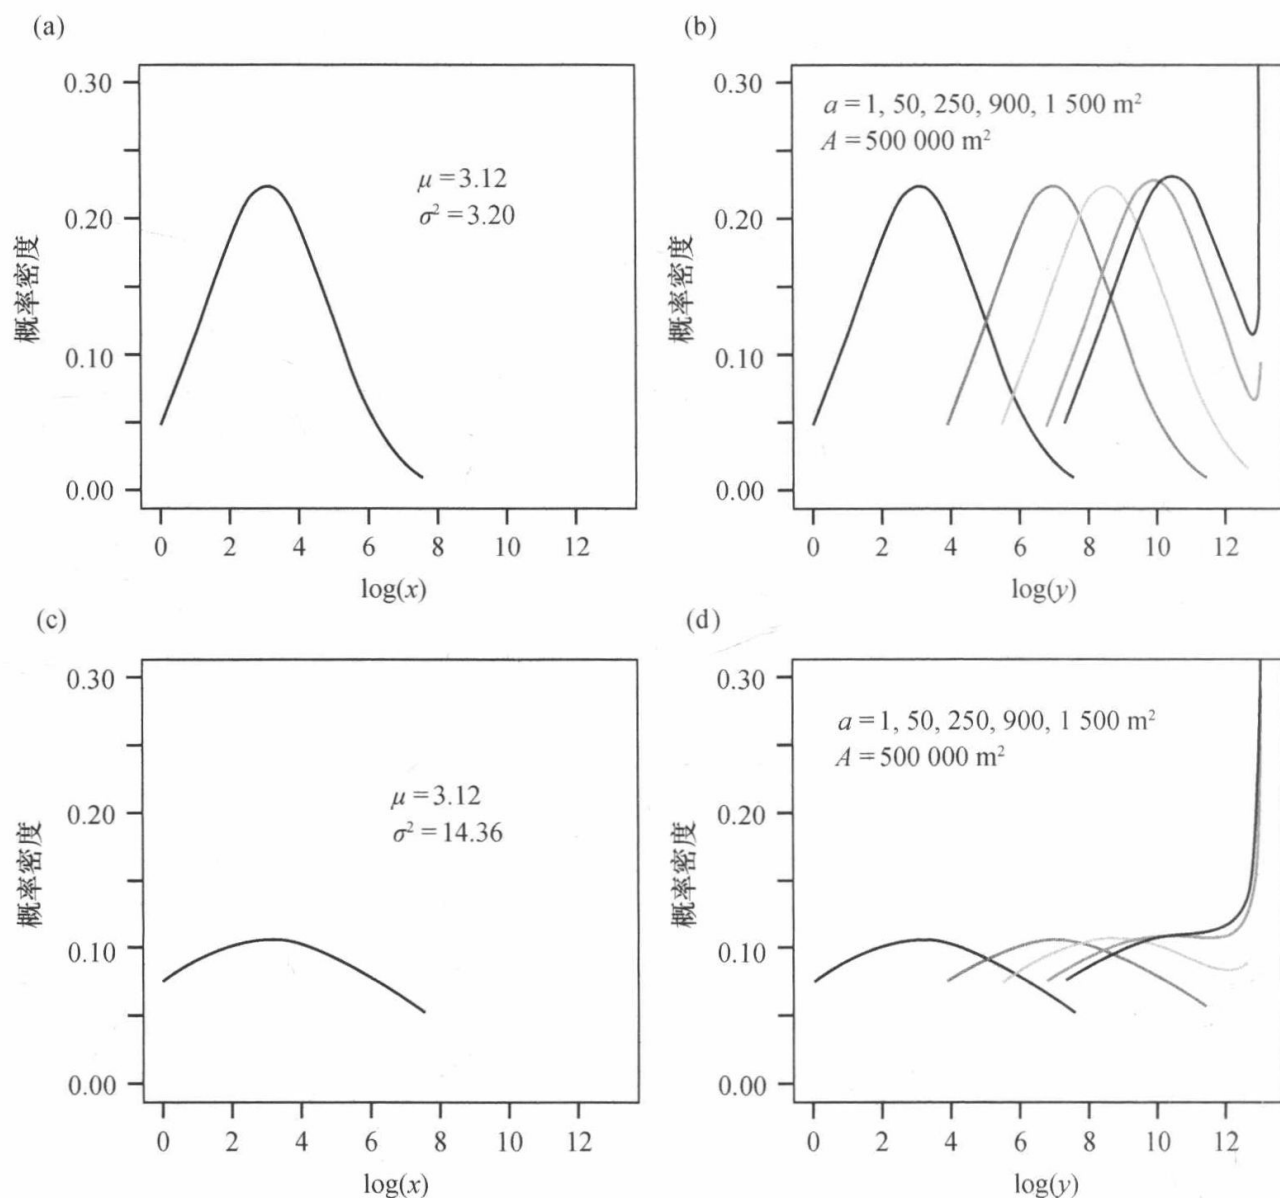 (a)
0.30
0.20
0.10
0.00
概率密度
μ = 3.12
σ² = 3.20
0 2 4 6 8 10 12
log(x)
(b)
0.30
0.20
0.10
0.00
概率密度
a = 1, 50, 250, 900, 1 500 m²
A = 500 000 m²
0 2 4 6 8 10 12
log(y)
(c)
0.30
0.20
0.10
0.00
概率密度
μ = 3.12
σ² = 14.36
0 2 4 6 8 10 12
log(x)
(d)
0.30
0.20
0.10
0.00
概率密度
a = 1, 50, 250, 900, 1 500 m²
A = 500 000 m²
0 2 4 6 8 10 12
log(y)